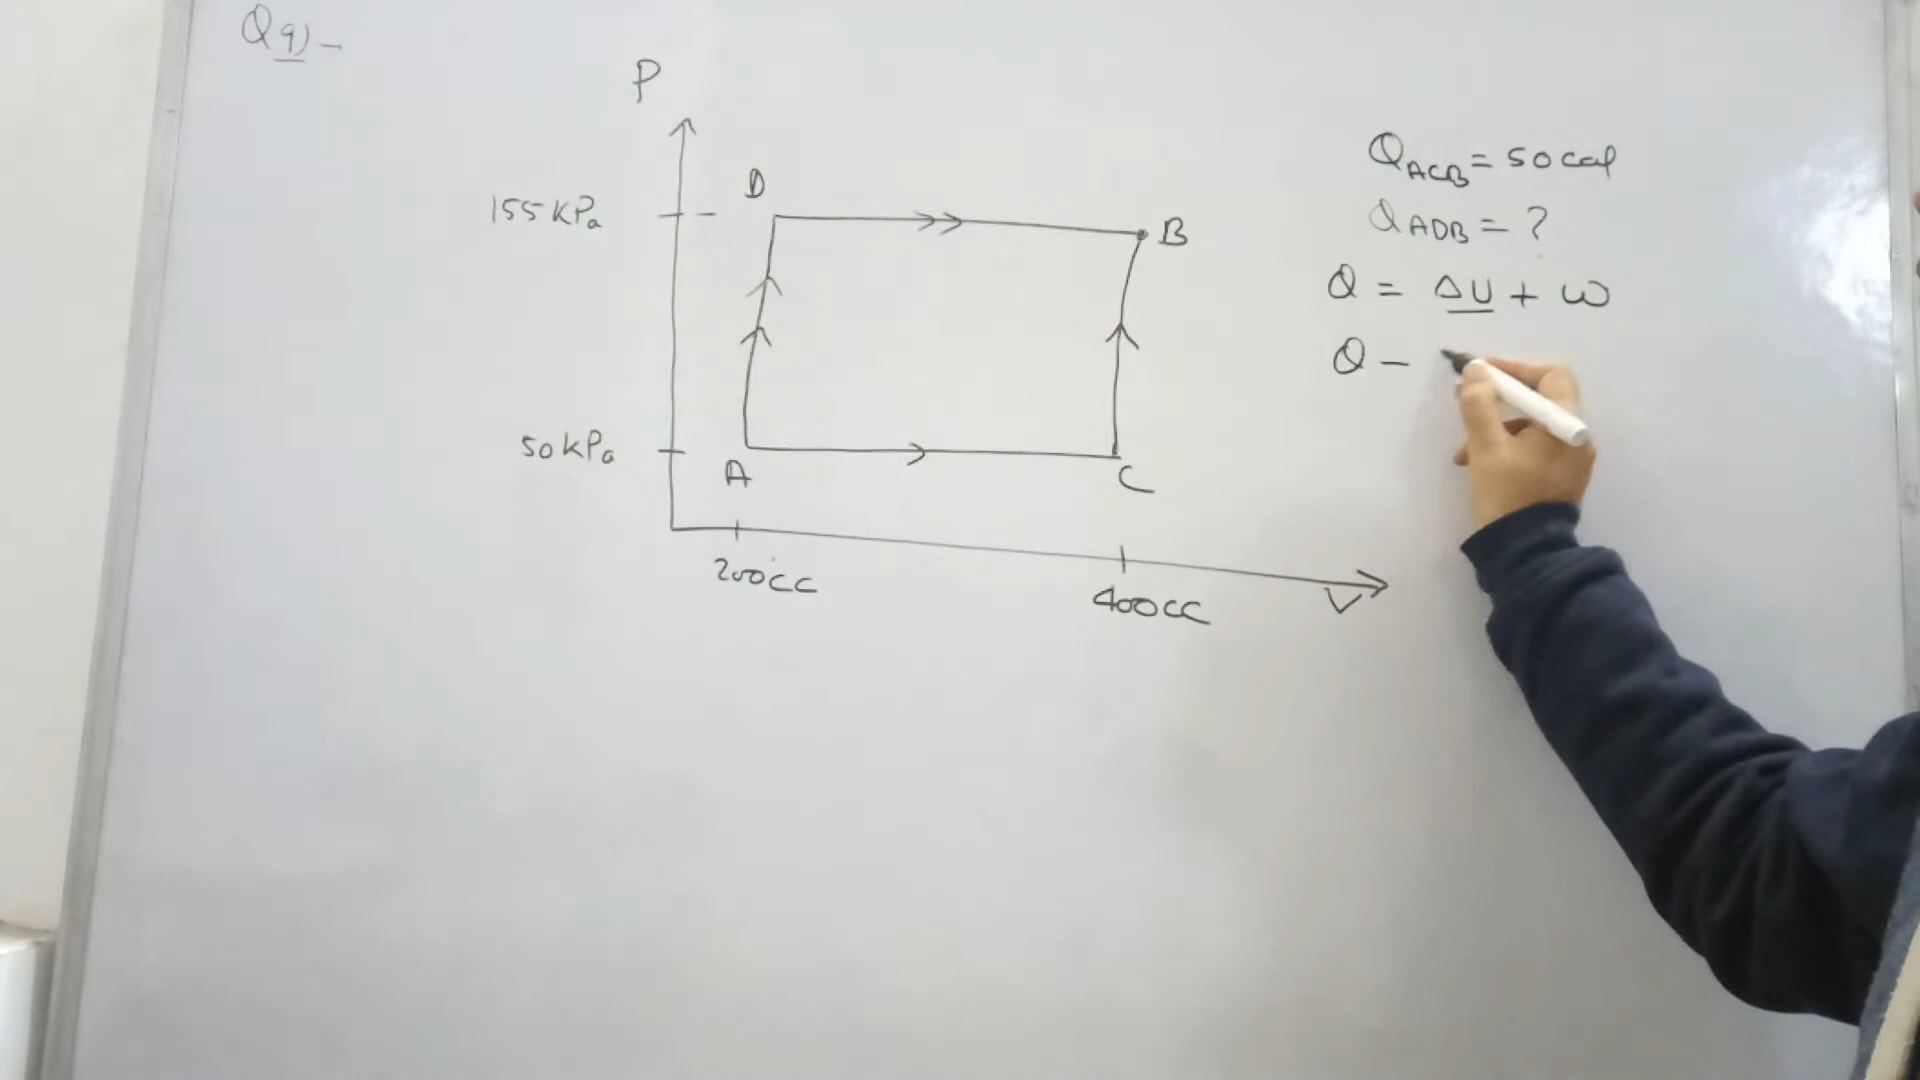 Q9)-
P
D
155 kPa
B
50 kPa
A
C
200cc
400cc
V
Q_ACB = 50 cal
Q_ADB = ?
Q = ΔU + W
Q -